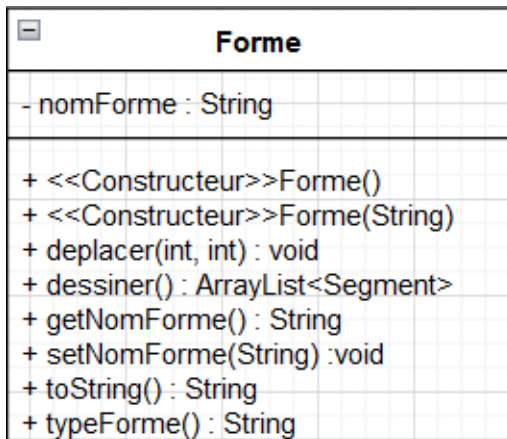 Forme
- nomForme : String
+ <<Constructeur>>Forme()
+ <<Constructeur>>Forme(String)
+ deplacer(int, int) : void
+ dessiner() : ArrayList<Segment>
+ getNomForme() : String
+ setNomForme(String) :void
+ toString() : String
+ typeForme() : String